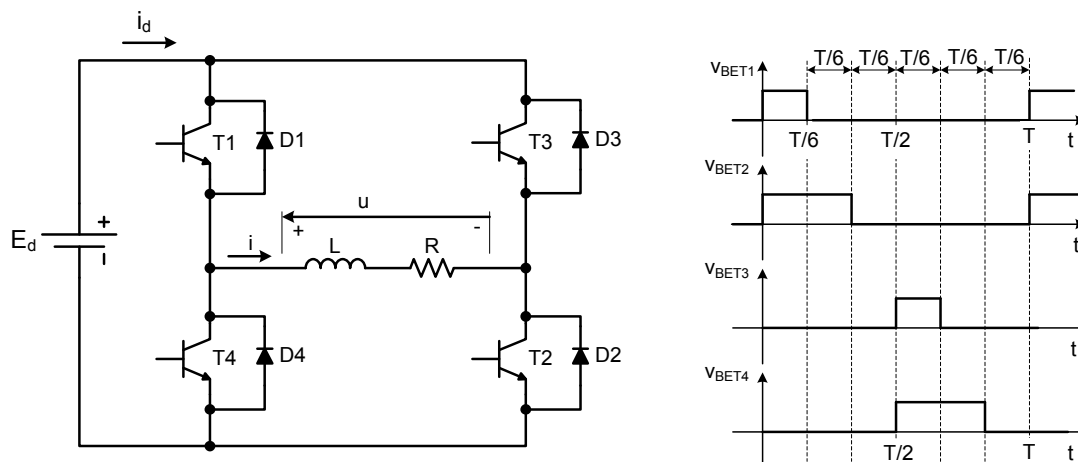 i_d
T1
D1
T3
D3
u
+
-
E_d
+
-
i
L
R
T4
D4
T2
D2
v_BET1
T/6 T/6 T/6 T/6 T/6
T/6
T/2
T
t
v_BET2
t
v_BET3
t
v_BET4
T/2
T
t